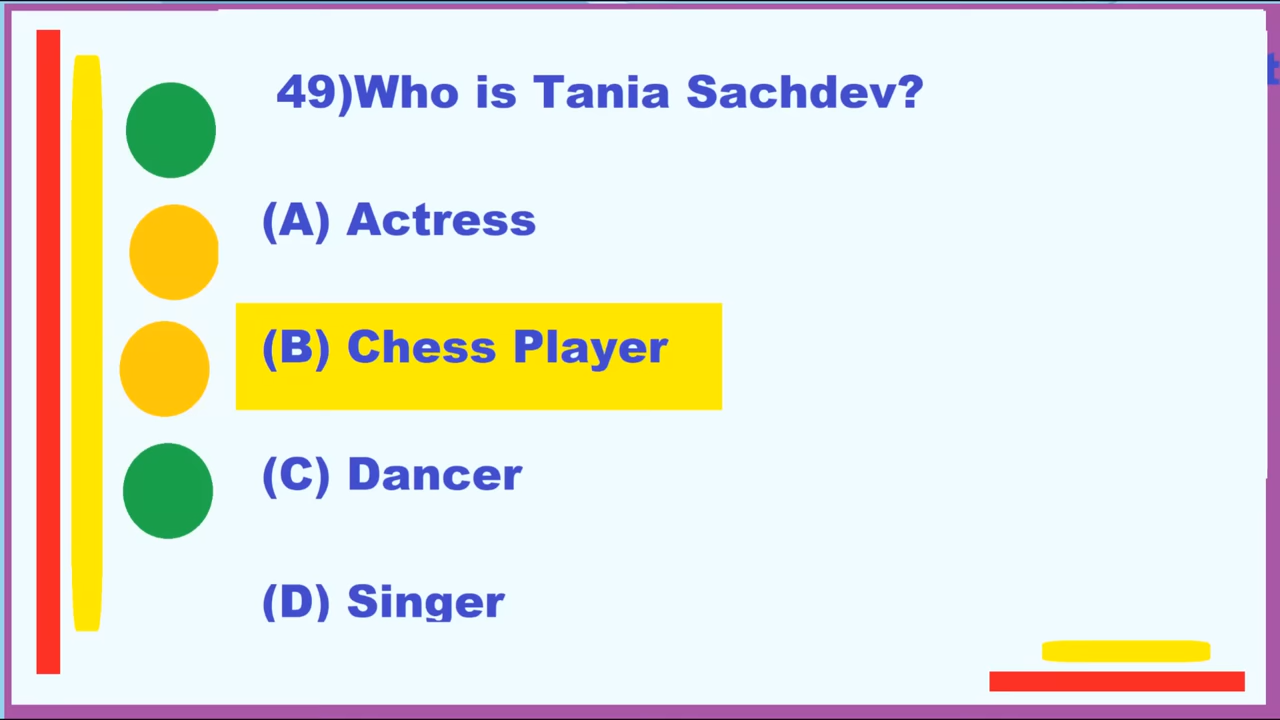 49)Who is Tania Sachdev?
(A) Actress
(B) Chess Player
(C) Dancer
(D) Singer